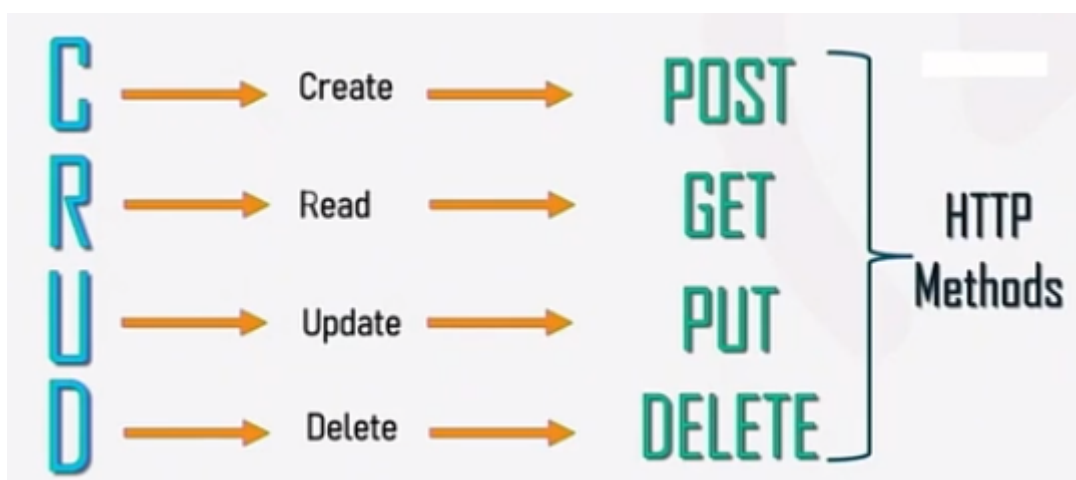 C Create POST
R Read GET
U Update PUT
D Delete DELETE
HTTP
Methods